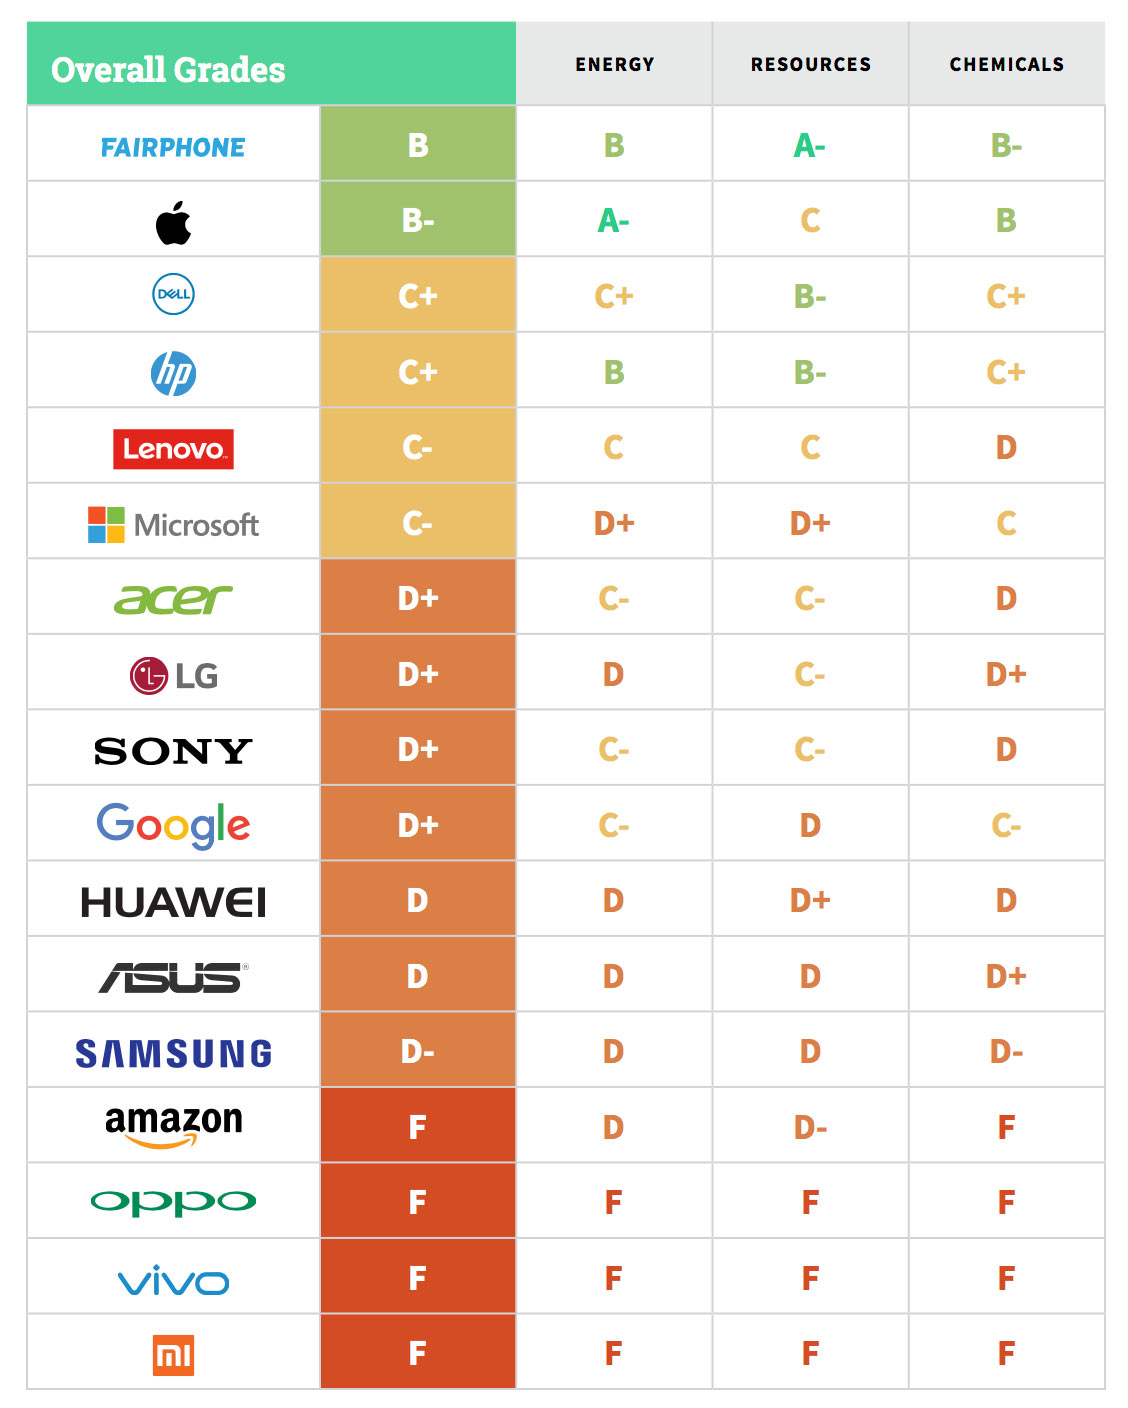 Overall Grades ENERGY RESOURCES CHEMICALS
FAIRPHONE B B A- B-
B- A- C B
DELL C+ C+ B- C+
hp C+ B B- C+
Lenovo™ C- C C D
Microsoft C- D+ D+ C
acer D+ C- C- D
LG D+ D C- D+
SONY D+ C- C- D
Google D+ C- D C-
HUAWEI D D D+ D
ASUS® D D D D+
SAMSUNG D- D D D-
amazon F D D- F
oppo F F F F
vivo F F F F
mi F F F F